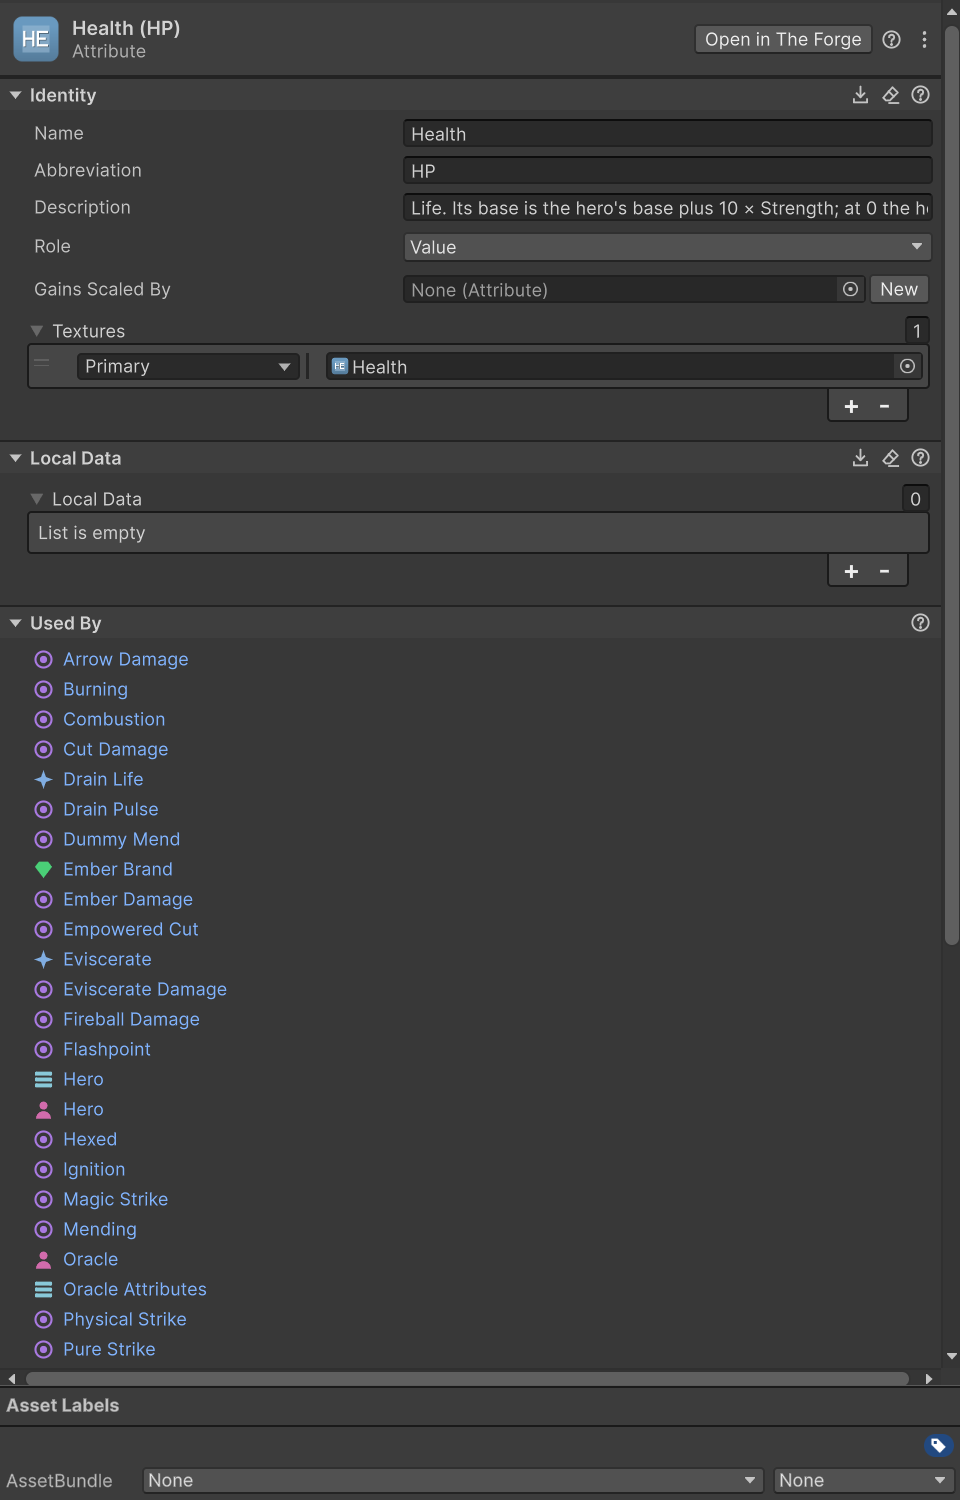 HE Health (HP)
Attribute
Open in The Forge
Identity
Name Health
Abbreviation HP
Description Life. Its base is the hero's base plus 10 × Strength; at 0 the h
Role Value
Gains Scaled By None (Attribute) New
Textures 1
Primary HE Health
+ -
Local Data
Local Data 0
List is empty
+ -
Used By
Arrow Damage
Burning
Combustion
Cut Damage
Drain Life
Drain Pulse
Dummy Mend
Ember Brand
Ember Damage
Empowered Cut
Eviscerate
Eviscerate Damage
Fireball Damage
Flashpoint
Hero
Hero
Hexed
Ignition
Magic Strike
Mending
Oracle
Oracle Attributes
Physical Strike
Pure Strike
Asset Labels
AssetBundle None None